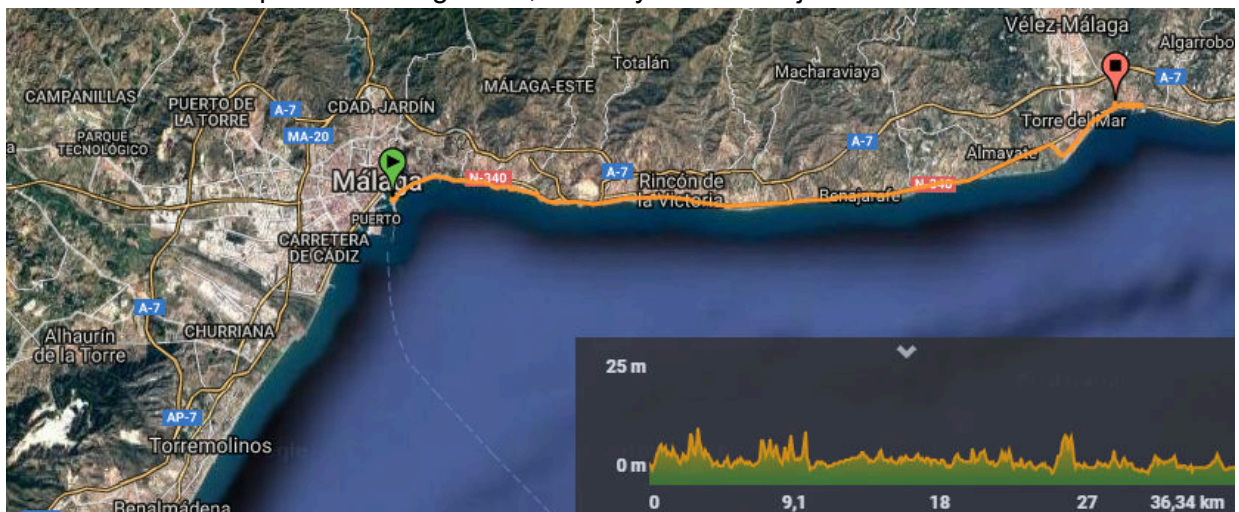 Vélez-Málaga
Algarrobo
Totalán
Macharaviaya
CAMPANILLAS
PUERTO DE
LA TORRE
A-7
CDAD. JARDÍN
MÁLAGA-ESTE
A-7
MA-20
PARQUE
TECNOLÓGICO
A-7
Torre del Mar
Almayate
Málaga
N-340
A-7
Rincón de
la Victoria
Benajarafe
N-340
PUERTO
CARRETERA
DE CÁDIZ
A-7
CHURRIANA
Alhaurín
de la Torre
AP-7
Torremolinos
Benalmádena
25 m
0 m
0
9,1
18
27
36,34 km